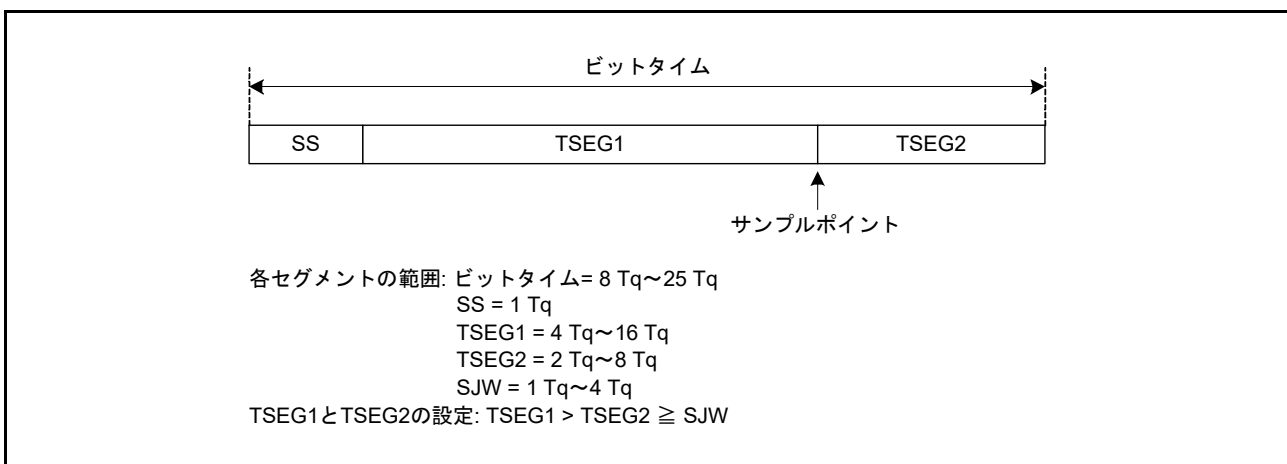 ビットタイム
SS TSEG1 TSEG2
サンプルポイント
各セグメントの範囲: ビットタイム= 8 Tq～25 Tq
SS = 1 Tq
TSEG1 = 4 Tq～16 Tq
TSEG2 = 2 Tq～8 Tq
SJW = 1 Tq～4 Tq
TSEG1とTSEG2の設定: TSEG1 > TSEG2 ≧ SJW